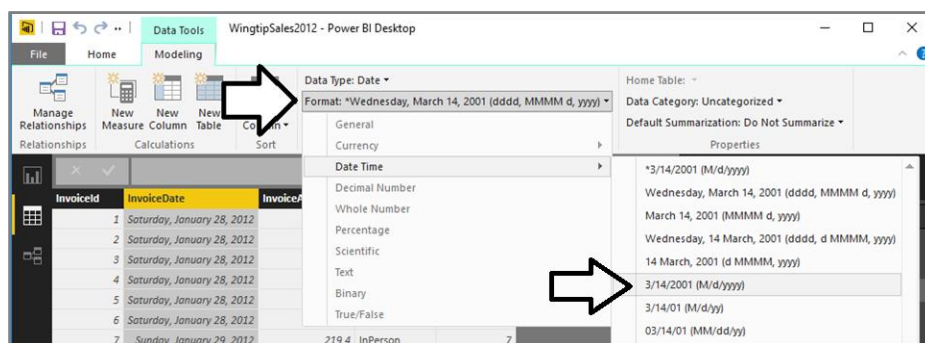 Data Tools
WingtipSales2012 - Power BI Desktop
File
Home
Modeling
Manage
Relationships
New
Measure
New
Column
New
Table
Data Type: Date
Format: *Wednesday, March 14, 2001 (dddd, MMMM d, yyyy)
Home Table:
Data Category: Uncategorized
Default Summarization: Do Not Summarize
Relationships
Calculations
Sort
Properties
General
Currency
Date Time
Decimal Number
Whole Number
Percentage
Scientific
Text
Binary
True/False
*3/14/2001 (M/d/yyyy)
Wednesday, March 14, 2001 (dddd, MMMM d, yyyy)
March 14, 2001 (MMMM d, yyyy)
Wednesday, 14 March, 2001 (dddd, d MMMM, yyyy)
14 March, 2001 (d MMMM, yyyy)
3/14/2001 (M/d/yyyy)
3/14/01 (M/d/yy)
03/14/01 (MM/dd/yy)
InvoiceId InvoiceDate InvoiceA
1 Saturday, January 28, 2012
2 Saturday, January 28, 2012
3 Saturday, January 28, 2012
4 Saturday, January 28, 2012
5 Saturday, January 28, 2012
6 Saturday, January 28, 2012
7 Sunday, January 29, 2012 219.4 InPerson 7